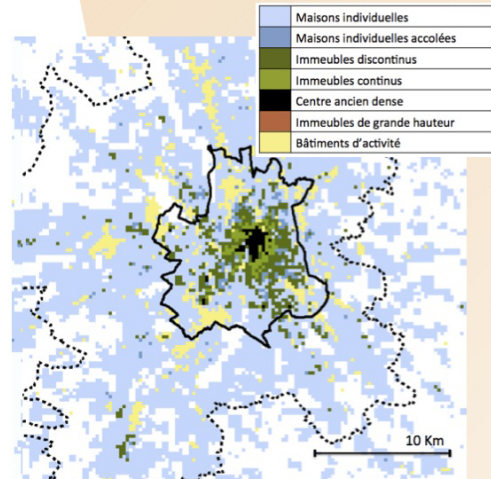 Maisons individuelles
Maisons individuelles accolées
Immeubles discontinus
Immeubles continus
Centre ancien dense
Immeubles de grande hauteur
Bâtiments d'activité
10 Km